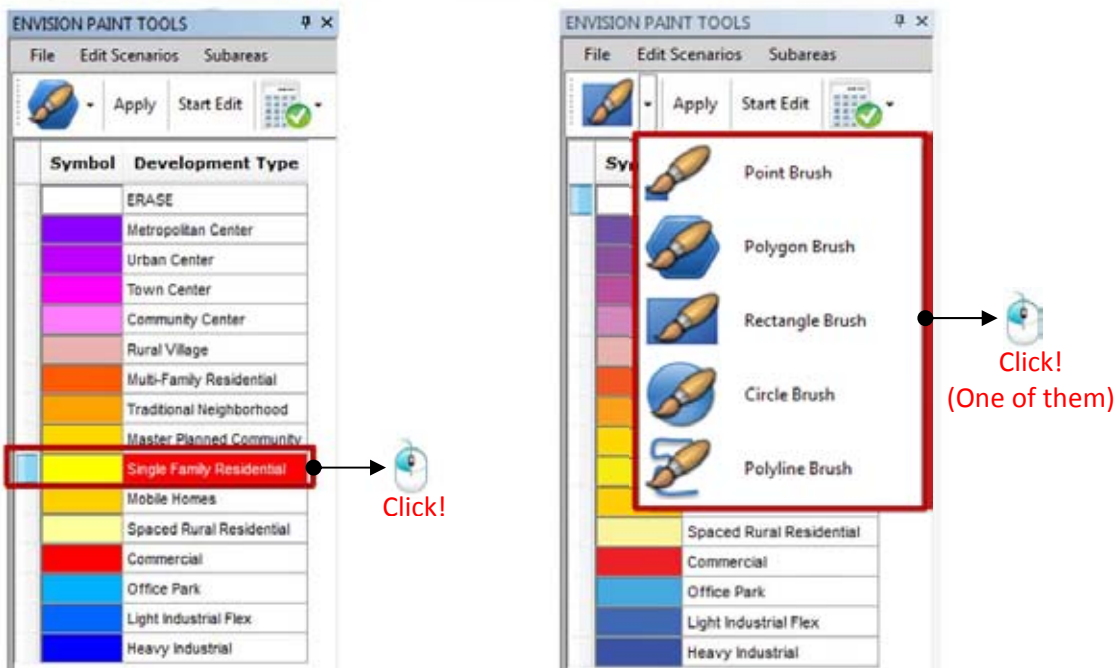 ENVISION PAINT TOOLS
File Edit Scenarios Subareas
Apply Start Edit
Symbol Development Type
ERASE
Metropolitan Center
Urban Center
Town Center
Community Center
Rural Village
Multi-Family Residential
Traditional Neighborhood
Master Planned Community
Single Family Residential
Mobile Homes
Spaced Rural Residential
Commercial
Office Park
Light Industrial Flex
Heavy Industrial
Click!
ENVISION PAINT TOOLS
File Edit Scenarios Subareas
Apply Start Edit
Point Brush
Polygon Brush
Rectangle Brush
Circle Brush
Polyline Brush
Spaced Rural Residential
Commercial
Office Park
Light Industrial Flex
Heavy Industrial
Click!
(One of them)